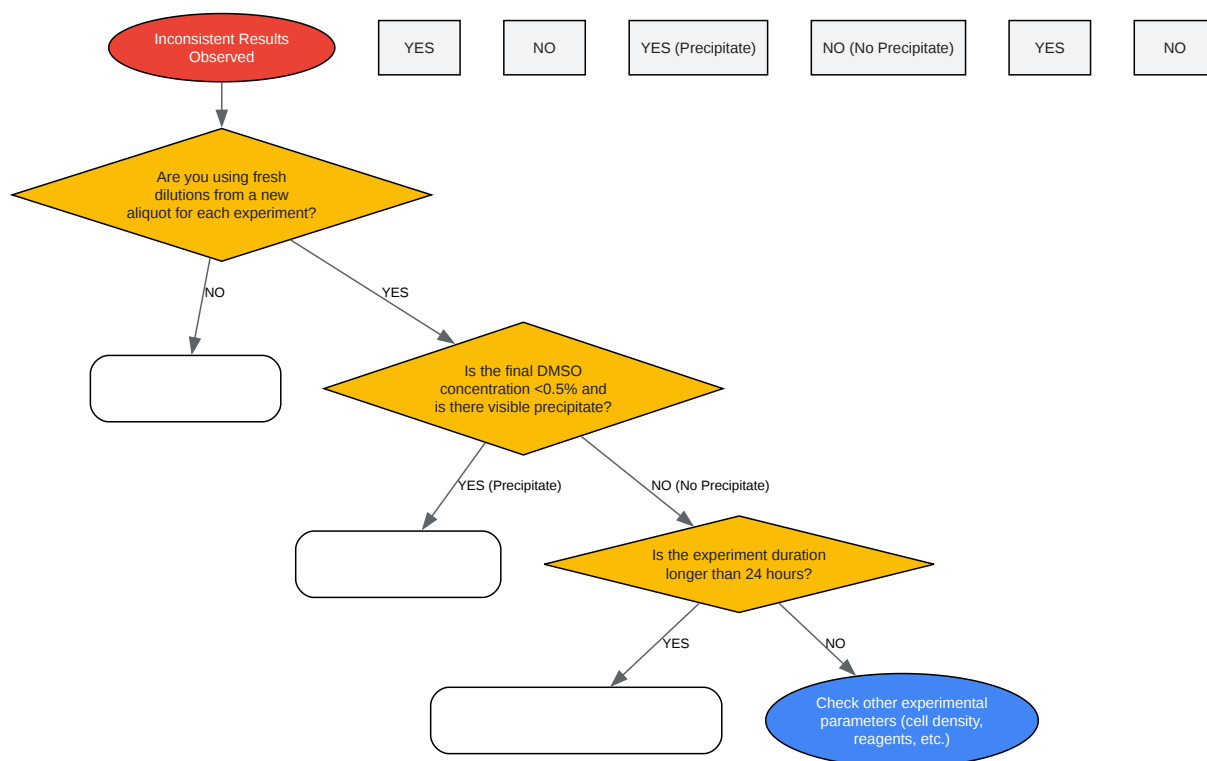 Inconsistent Results
Observed
YES
NO
YES (Precipitate)
NO (No Precipitate)
YES
NO
Are you using fresh
dilutions from a new
aliquot for each experiment?
NO
YES
Is the final DMSO
concentration <0.5% and
is there visible precipitate?
YES (Precipitate)
NO (No Precipitate)
Is the experiment duration
longer than 24 hours?
YES
NO
Check other experimental
parameters (cell density,
reagents, etc.)